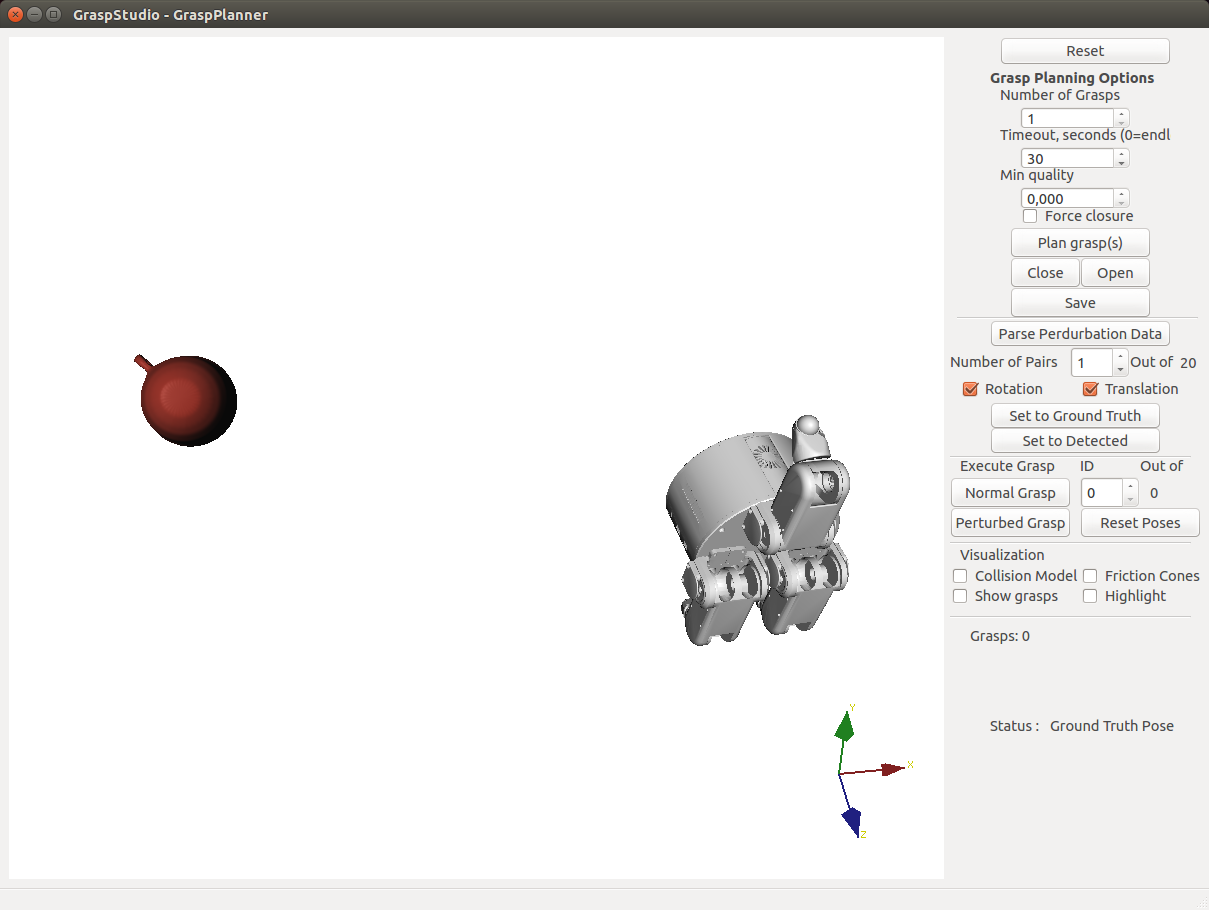 GraspStudio - GraspPlanner
Reset
Grasp Planning Options
Number of Grasps
1
Timeout, seconds (0=endl
30
Min quality
0,000
Force closure
Plan grasp(s)
Close Open
Save
Parse Perdurbation Data
Number of Pairs 1 Out of 20
Rotation Translation
Set to Ground Truth
Set to Detected
Execute Grasp ID Out of
Normal Grasp 0 0
Perturbed Grasp Reset Poses
Visualization
Collision Model Friction Cones
Show grasps Highlight
Grasps: 0
Status : Ground Truth Pose
Y
X
Z